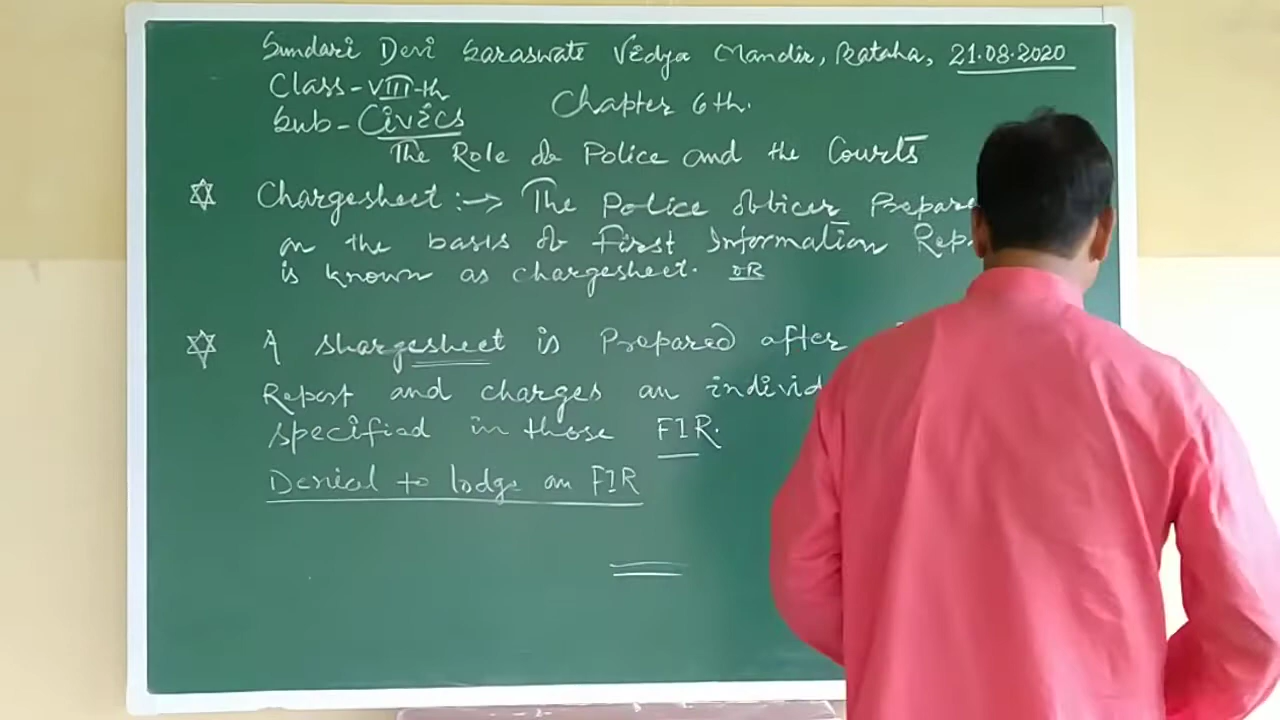 Sundari Devi Saraswati Vidya Mandir, Bataha, 21.08.2020
Class-VIII-th
Chapter 6th.
Sub-Civics
The Role of Police and the Courts
Chargesheet :→ The Police officer Prepare
on the basis of First Information Rep
is known as chargesheet. OR
A shargesheet is Prepared after
Report and charges an individ
specified in those FIR.
Denial to lodge an FIR